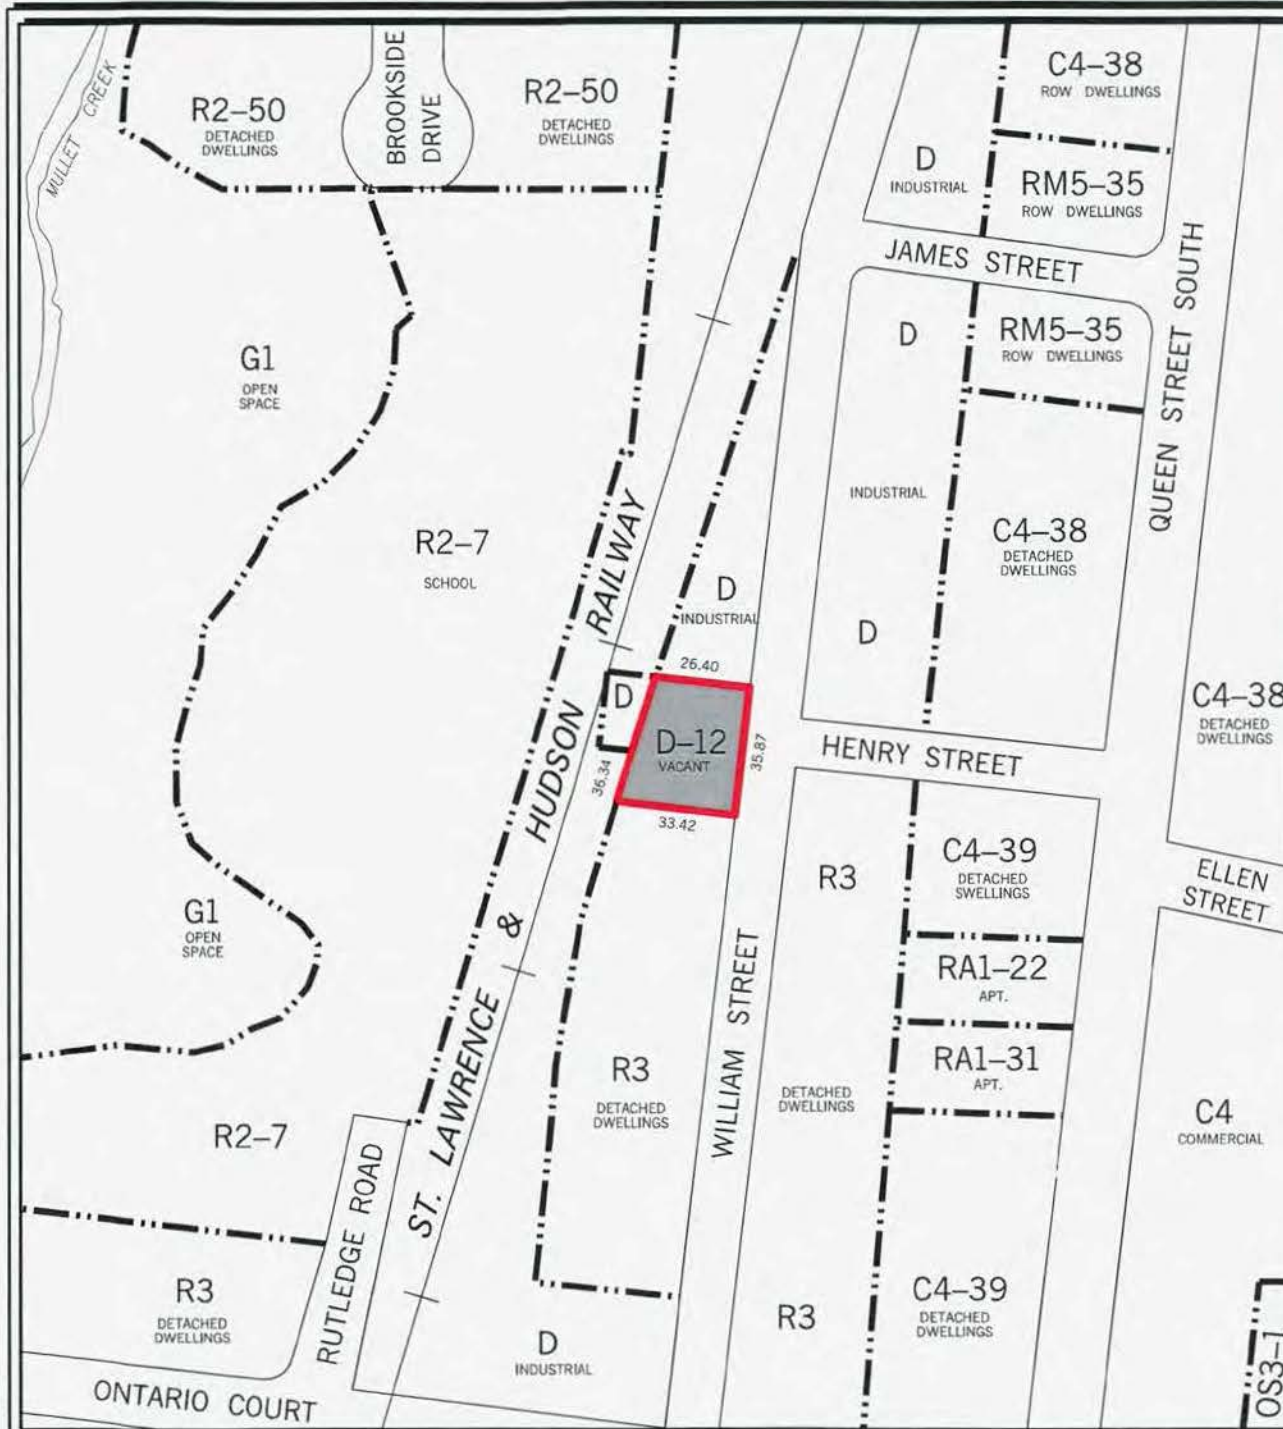 C4–38
ROW DWELLINGS
R2–50
DETACHED
DWELLINGS
BROOKSIDE
DRIVE
R2–50
DETACHED
DWELLINGS
MULLET CREEK
D
INDUSTRIAL
RM5–35
ROW DWELLINGS
JAMES STREET
QUEEN STREET SOUTH
G1
OPEN
SPACE
D
RM5–35
ROW DWELLINGS
INDUSTRIAL
R2–7
SCHOOL
C4–38
DETACHED
DWELLINGS
D
INDUSTRIAL
D
26.40
D
C4–38
DETACHED
DWELLINGS
D–12
VACANT
35.87
36.34
33.42
HENRY STREET
ST. LAWRENCE & HUDSON RAILWAY
R3
C4–39
DETACHED
SWELLINGS
ELLEN
STREET
G1
OPEN
SPACE
RA1–22
APT.
WILLIAM STREET
RA1–31
APT.
R3
DETACHED
DWELLINGS
DETACHED
DWELLINGS
C4
COMMERCIAL
R2–7
RUTLEDGE ROAD
R3
DETACHED
DWELLINGS
R3
C4–39
DETACHED
DWELLINGS
D
INDUSTRIAL
OS3–1
ONTARIO COURT